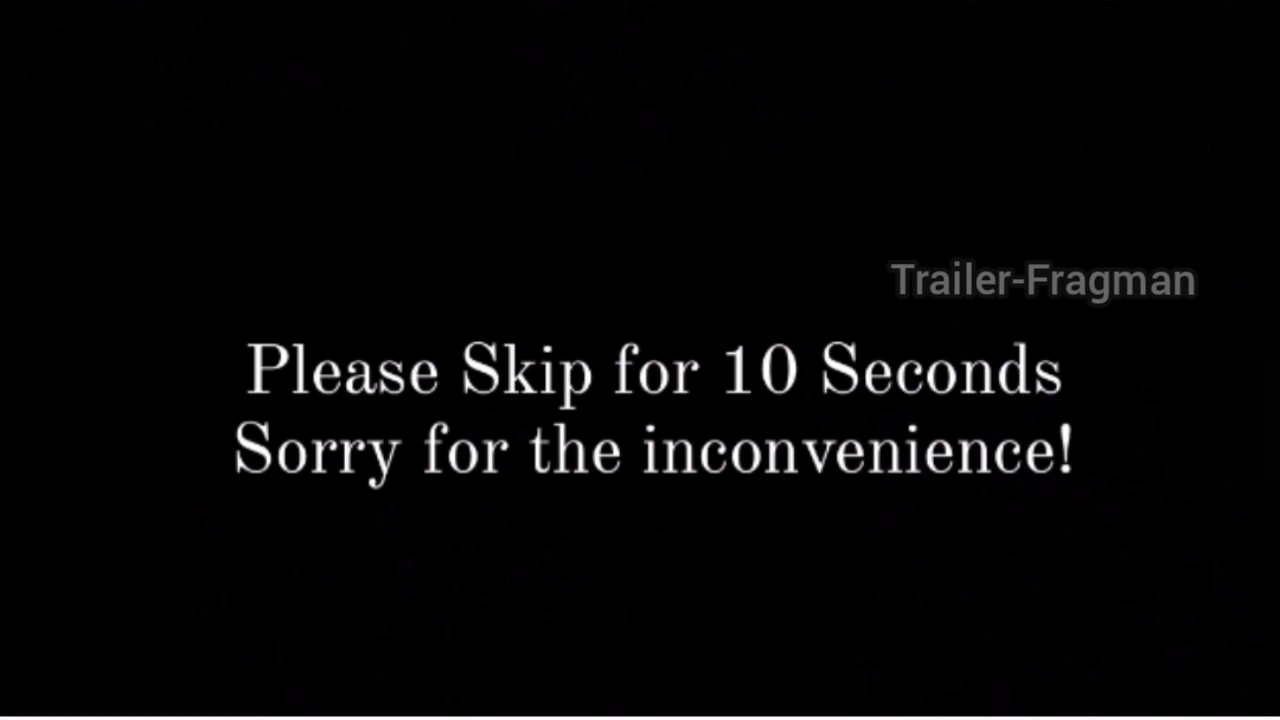 Trailer-Fragman
Please Skip for 10 Seconds
Sorry for the inconvenience!